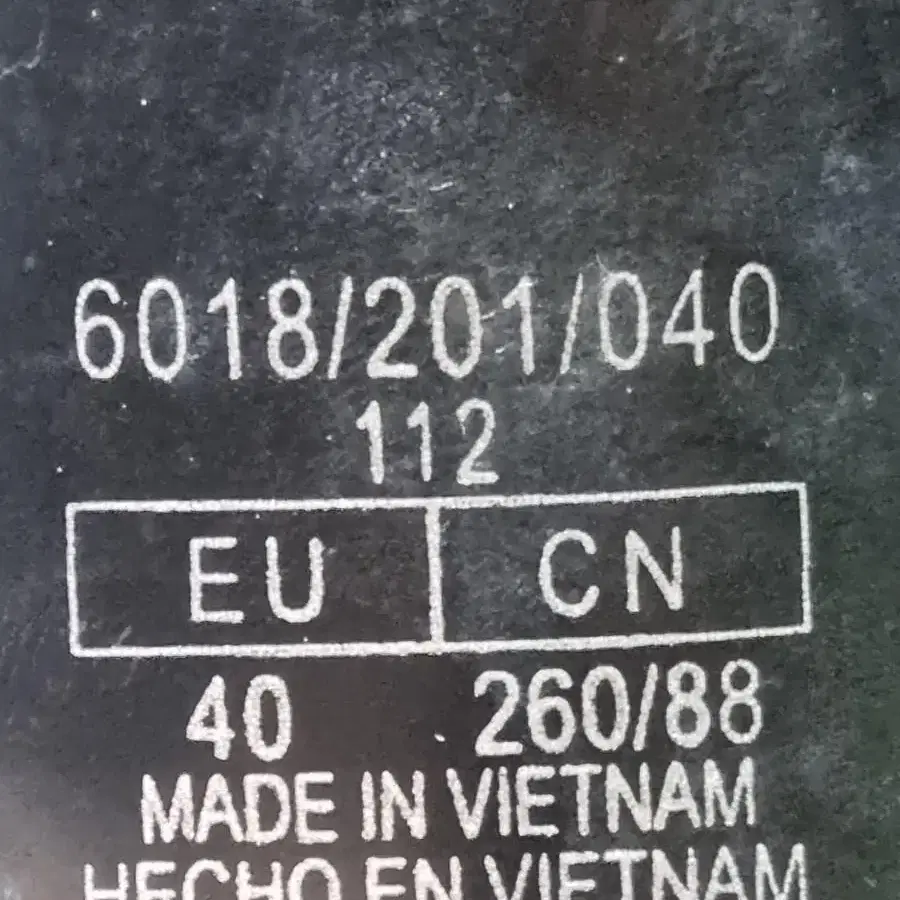 6018/201/040
112
EU CN
40 260/88
MADE IN VIETNAM
HECHO EN VIETNAM